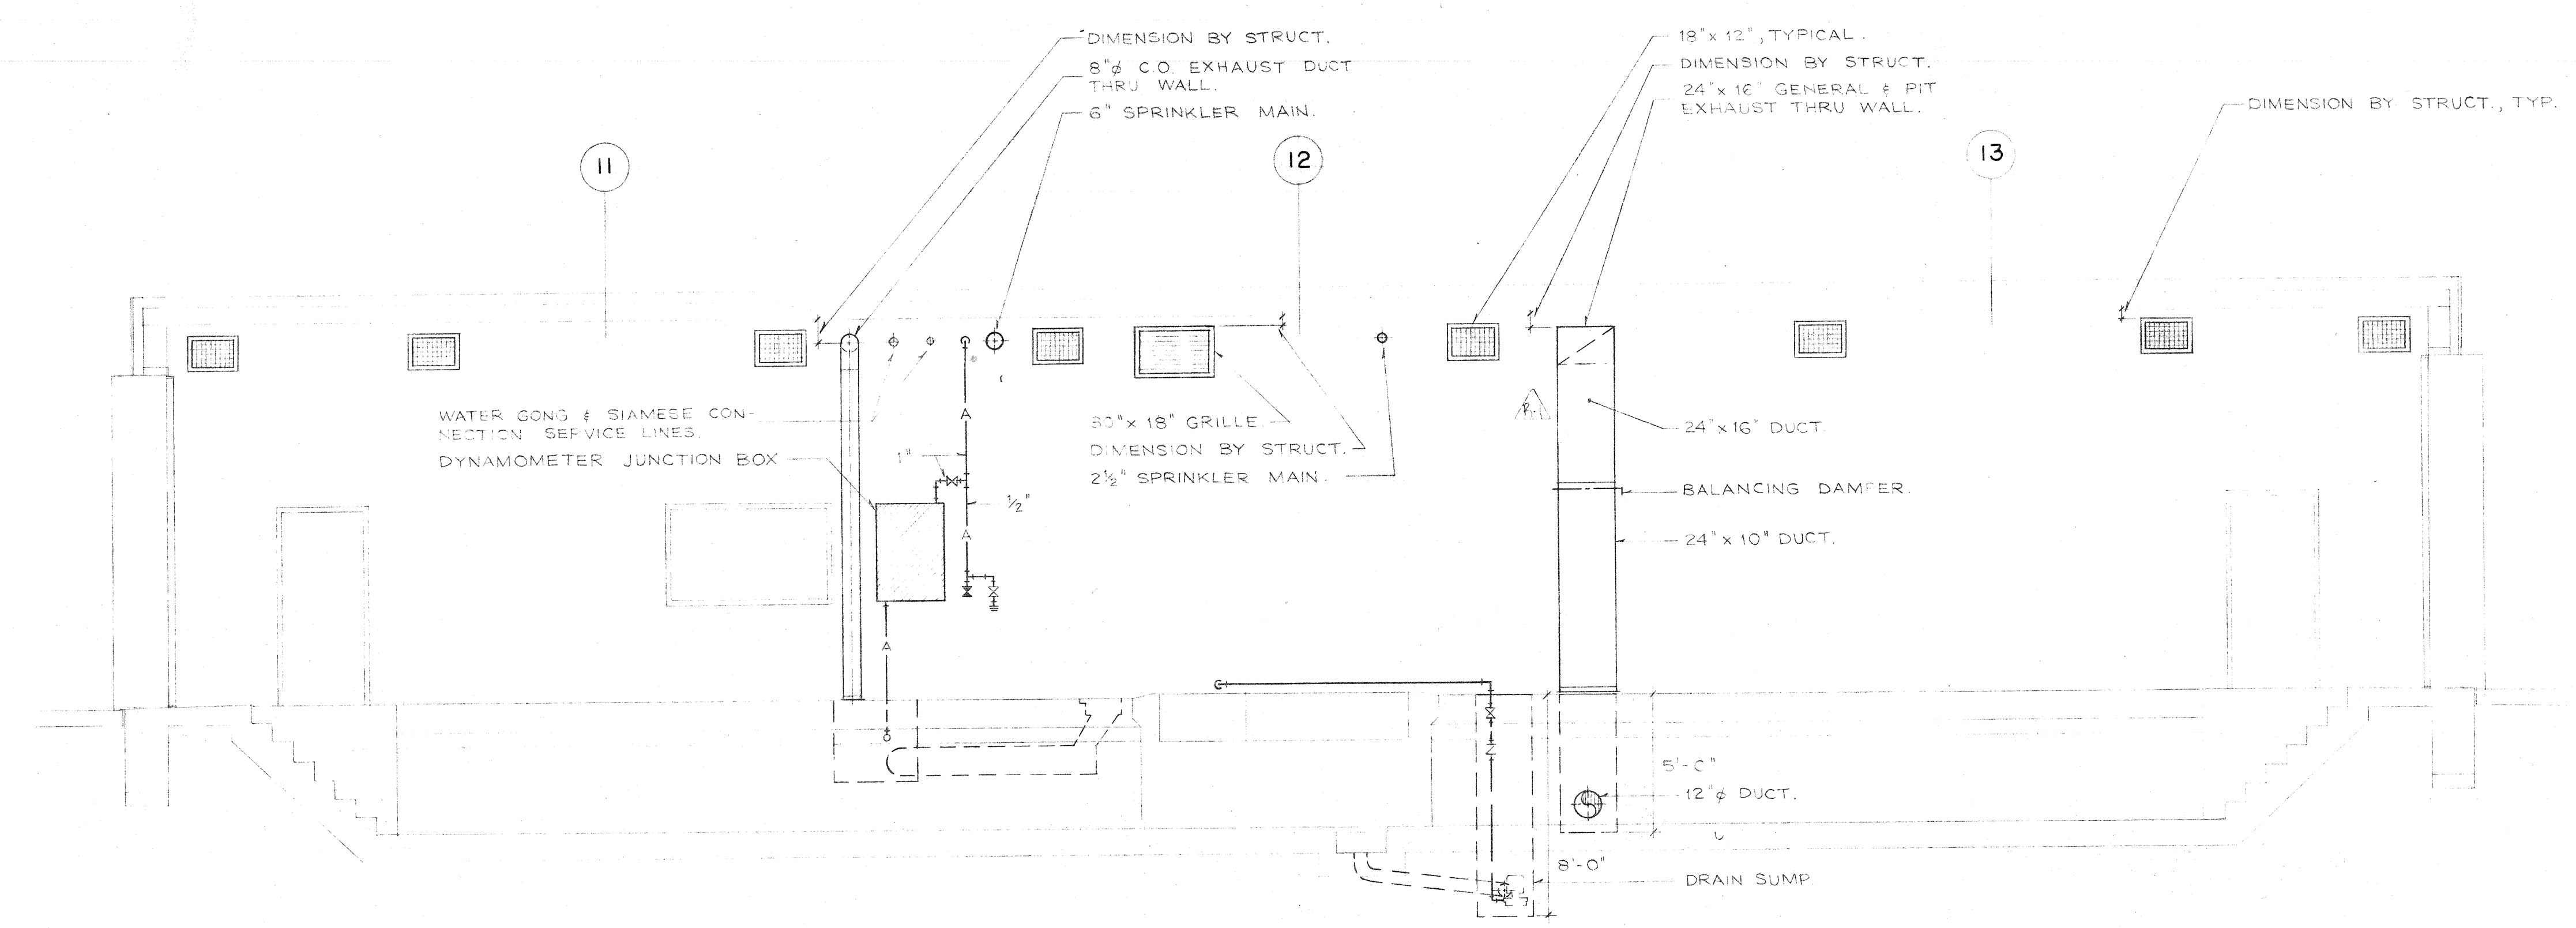 DIMENSION BY STRUCT.
8"ø C.O. EXHAUST DUCT
THRU WALL.
6" SPRINKLER MAIN.
18"x 12", TYPICAL.
DIMENSION BY STRUCT.
24"x 16" GENERAL & PIT
EXHAUST THRU WALL.
DIMENSION BY STRUCT., TYP.
11
12
13
WATER GONG & SIAMESE CON-
NECTION SERVICE LINES.
DYNAMOMETER JUNCTION BOX
1"
A
1/2"
A
A
30"x 18" GRILLE.
DIMENSION BY STRUCT.
2½" SPRINKLER MAIN.
R-1
24"x 16" DUCT
BALANCING DAMPER.
24"x 10" DUCT.
5'-0"
12"ø DUCT.
8'-0"
DRAIN SUMP.